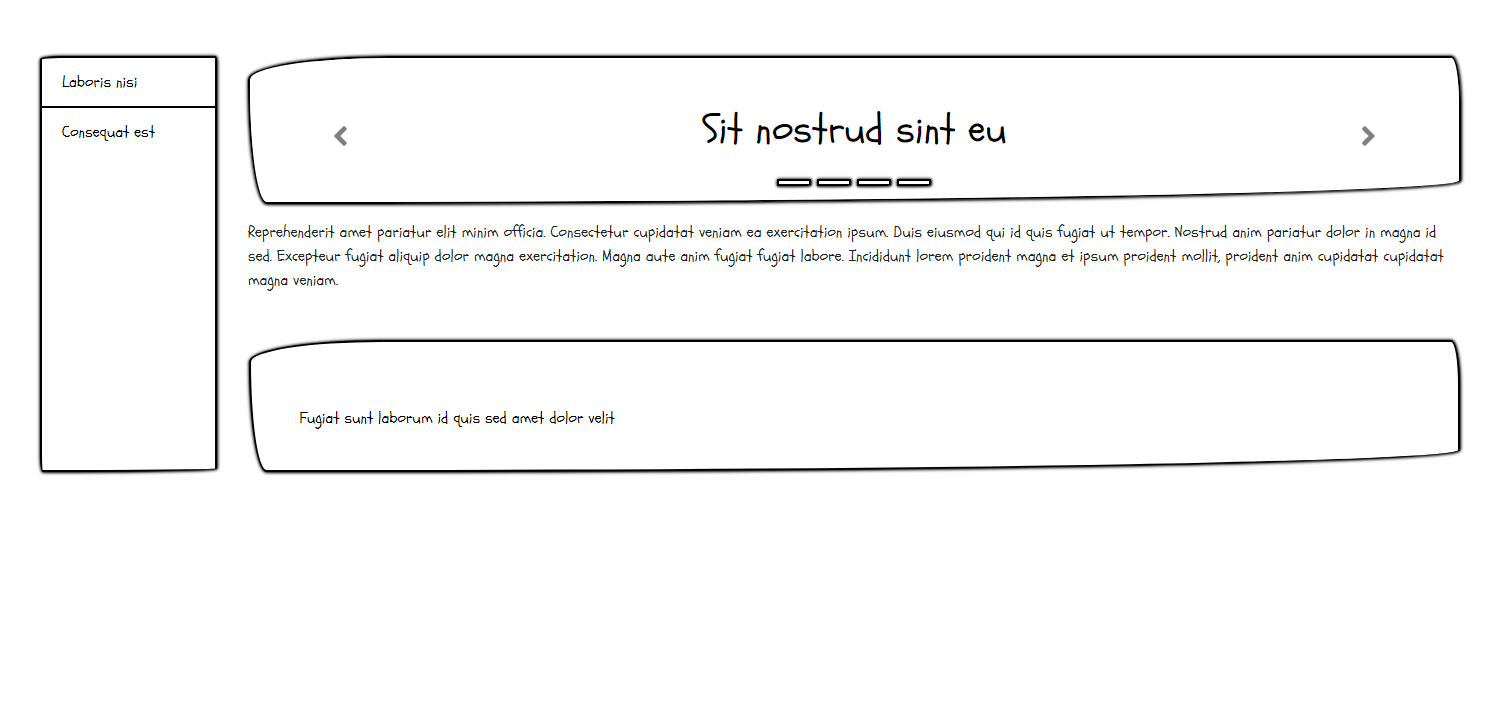 Laboris nisi
Consequat est
Sit nostrud sint eu
Reprehenderit amet pariatur elit minim officia. Consectetur cupidatat veniam ea exercitation ipsum. Duis eiusmod qui id quis fugiat ut tempor. Nostrud anim pariatur dolor in magna id
sed. Excepteur fugiat aliquip dolor magna exercitation. Magna aute anim fugiat fugiat labore. Incididunt lorem proident magna et ipsum proident mollit, proident anim cupidatat cupidatat
magna veniam.
Fugiat sunt laborum id quis sed amet dolor velit